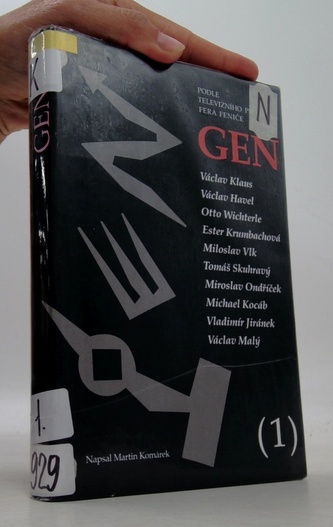 PODLE
TELEVIZNÍHO
FERA FENIČE
N
GEN
Václav Klaus
Václav Havel
Otto Wichterle
Ester Krumbachová
Miloslav Vlk
Tomáš Skuhravý
Miroslav Ondříček
Michael Kocáb
Vladimír Jiránek
Václav Malý
(1)
Napsal Martin Komárek
GEN
K
GEN
1.
929